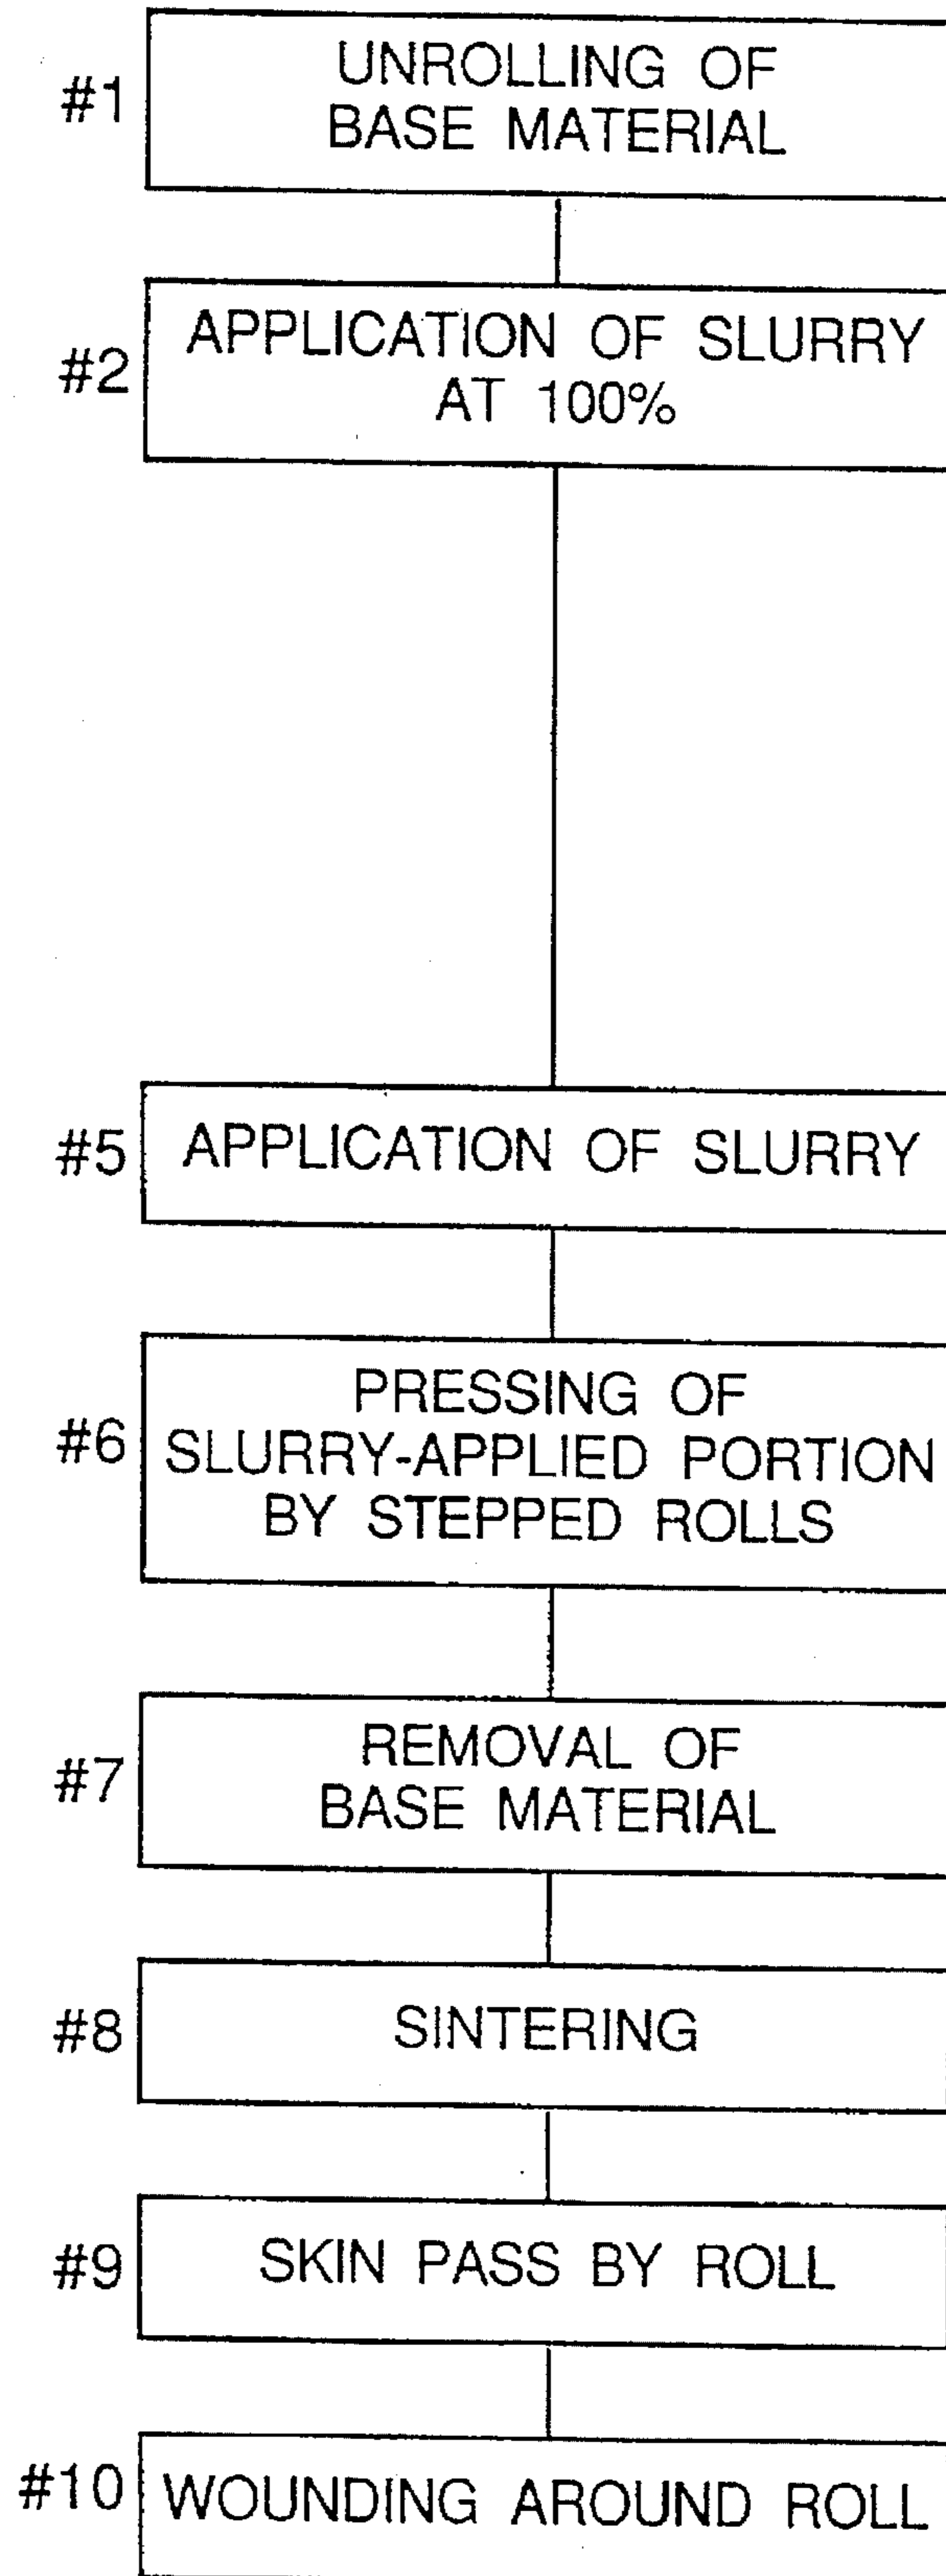 #1
UNROLLING OF
BASE MATERIAL
#2
APPLICATION OF SLURRY
AT 100%
#5
APPLICATION OF SLURRY
#6
PRESSING OF
SLURRY-APPLIED PORTION
BY STEPPED ROLLS
#7
REMOVAL OF
BASE MATERIAL
#8
SINTERING
#9
SKIN PASS BY ROLL
#10
WOUNDING AROUND ROLL